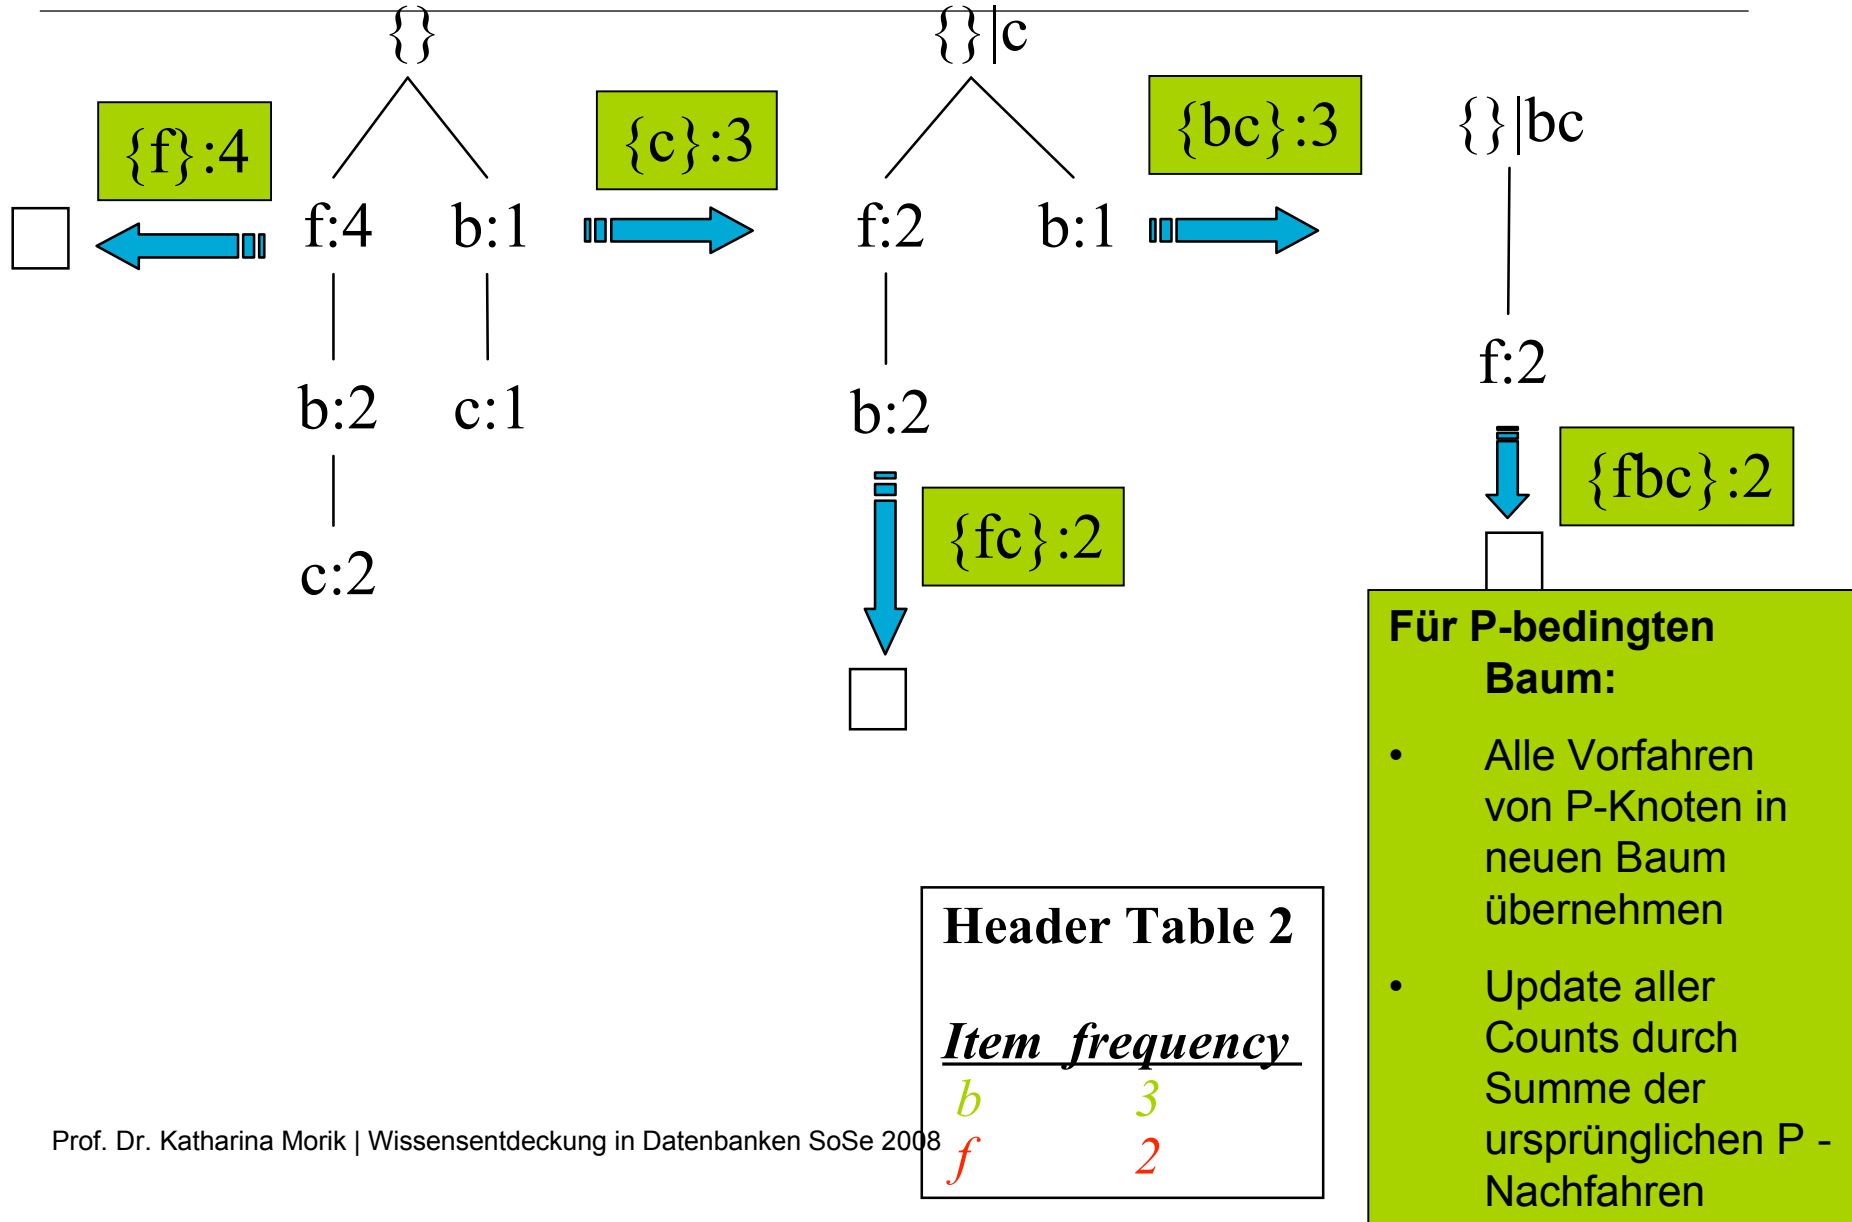 {}
{}|c
{f}:4
{c}:3
{bc}:3
{}|bc
f:4
b:1
f:2
b:1
b:2
c:1
b:2
f:2
c:2
{fc}:2
{fbc}:2
Für P-bedingten
Baum:
• Alle Vorfahren
von P-Knoten in
neuen Baum
übernehmen
• Update aller
Counts durch
Summe der
ursprünglichen P -
Nachfahren
Header Table 2
Item frequency
b 3
f 2
Prof. Dr. Katharina Morik | Wissensentdeckung in Datenbanken SoSe 2008